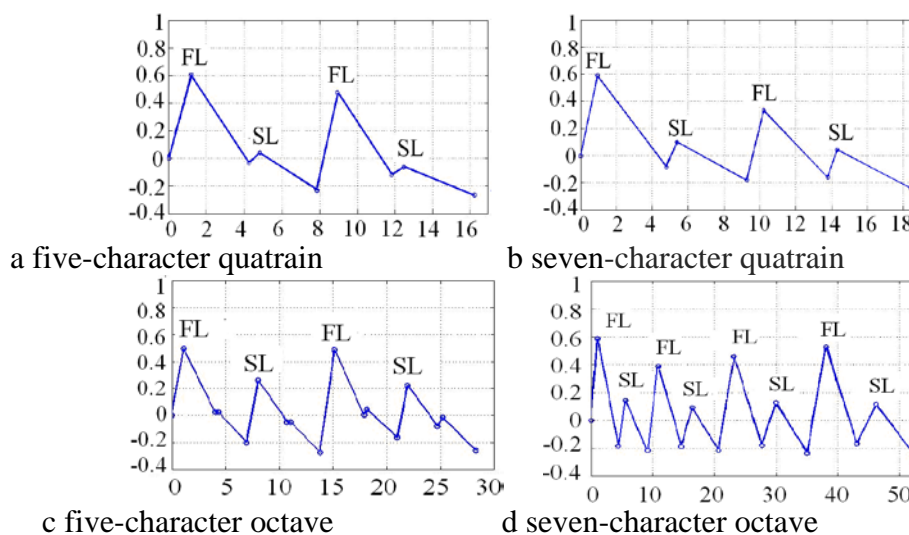 1
0.8
FL
0.6
FL
0.4
0.2
SL
SL
0
-0.2
-0.4
0 2 4 6 8 10 12 14 16
a five-character quatrain
1
0.8
FL
0.6
FL
0.4
0.2
SL
SL
0
-0.2
-0.4
0 2 4 6 8 10 12 14 16 18
b seven-character quatrain
1
0.8
FL
FL
0.6
0.4
SL
SL
0.2
0
-0.2
-0.4
0 5 10 15 20 25 30
c five-character octave
1
0.8
FL
FL
FL
0.6
FL
0.4
SL
SL
SL
SL
0.2
0
-0.2
-0.4
0 10 20 30 40 50
d seven-character octave